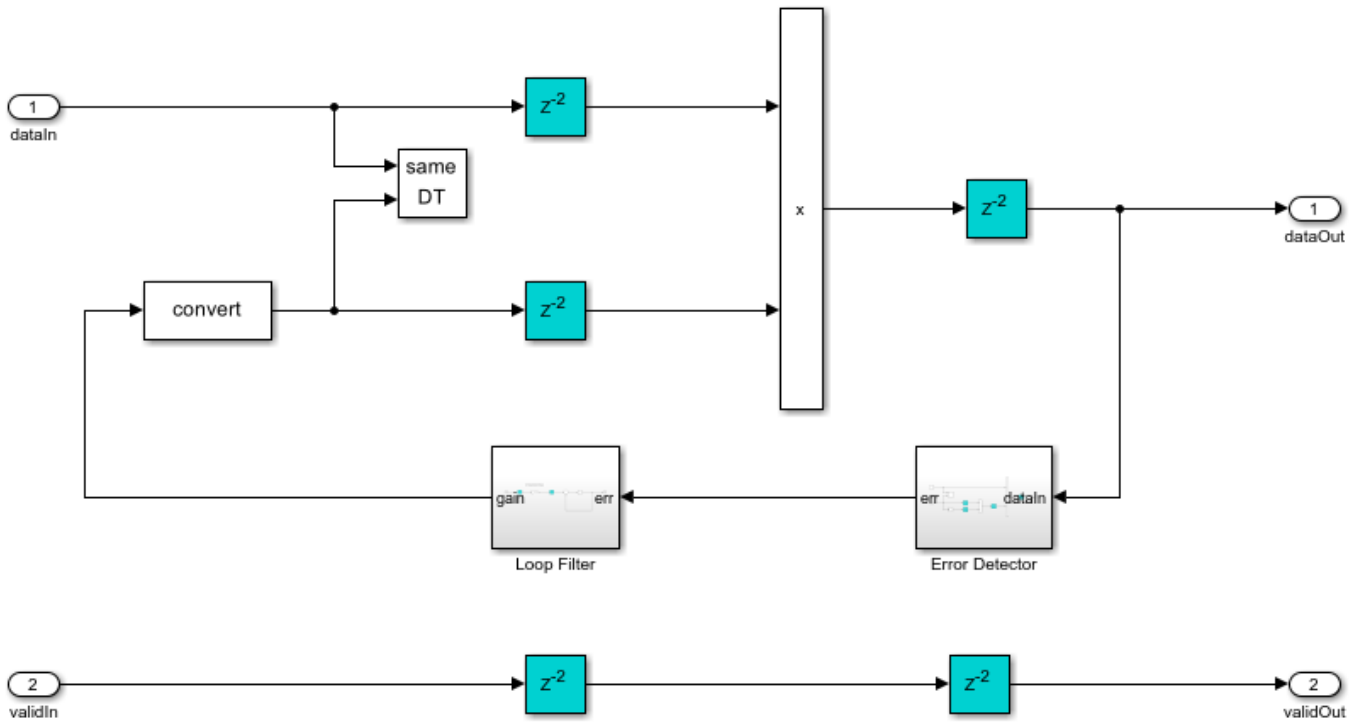 1
dataIn
z-2
same
DT
x
z-2
1
dataOut
convert
z-2
gain
err
Loop Filter
err
dataIn
Error Detector
2
validIn
z-2
z-2
2
validOut